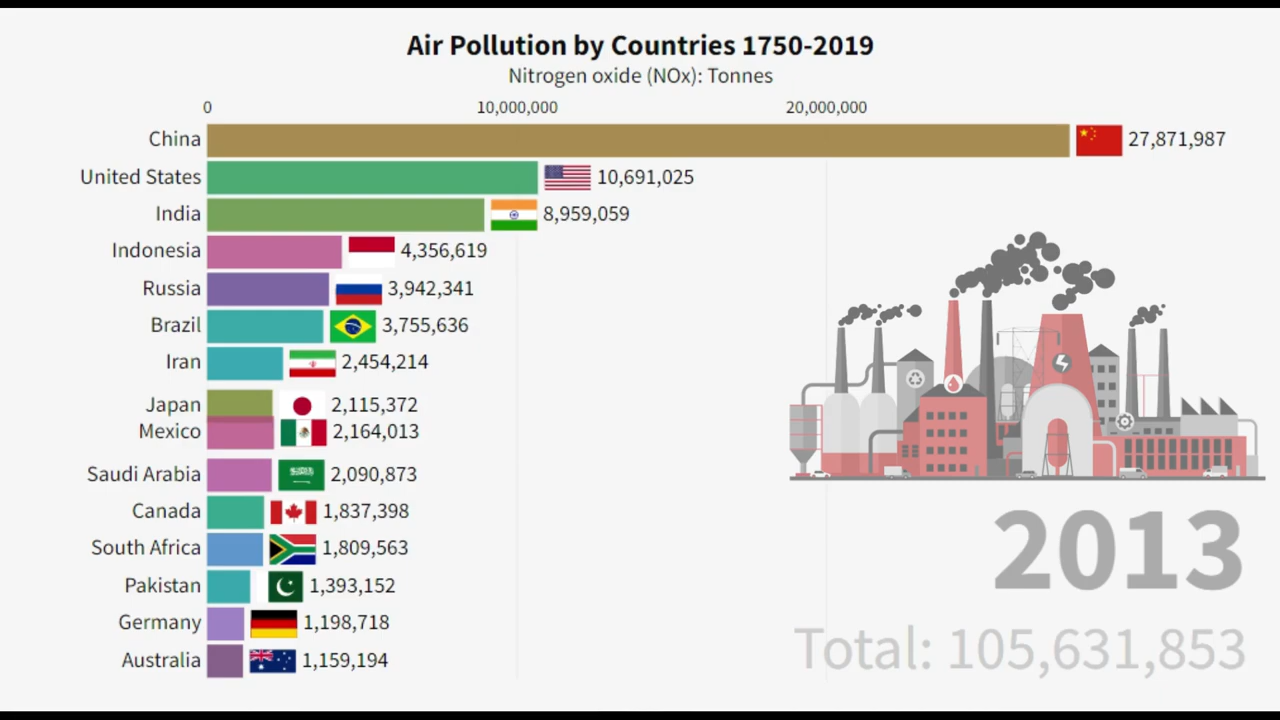 Air Pollution by Countries 1750-2019
Nitrogen oxide (NOx): Tonnes
0 10,000,000 20,000,000
China 27,871,987
United States 10,691,025
India 8,959,059
Indonesia 4,356,619
Russia 3,942,341
Brazil 3,755,636
Iran 2,454,214
Japan 2,115,372
Mexico 2,164,013
Saudi Arabia 2,090,873
Canada 1,837,398
South Africa 1,809,563
Pakistan 1,393,152
Germany 1,198,718
Australia 1,159,194
2013
Total: 105,631,853